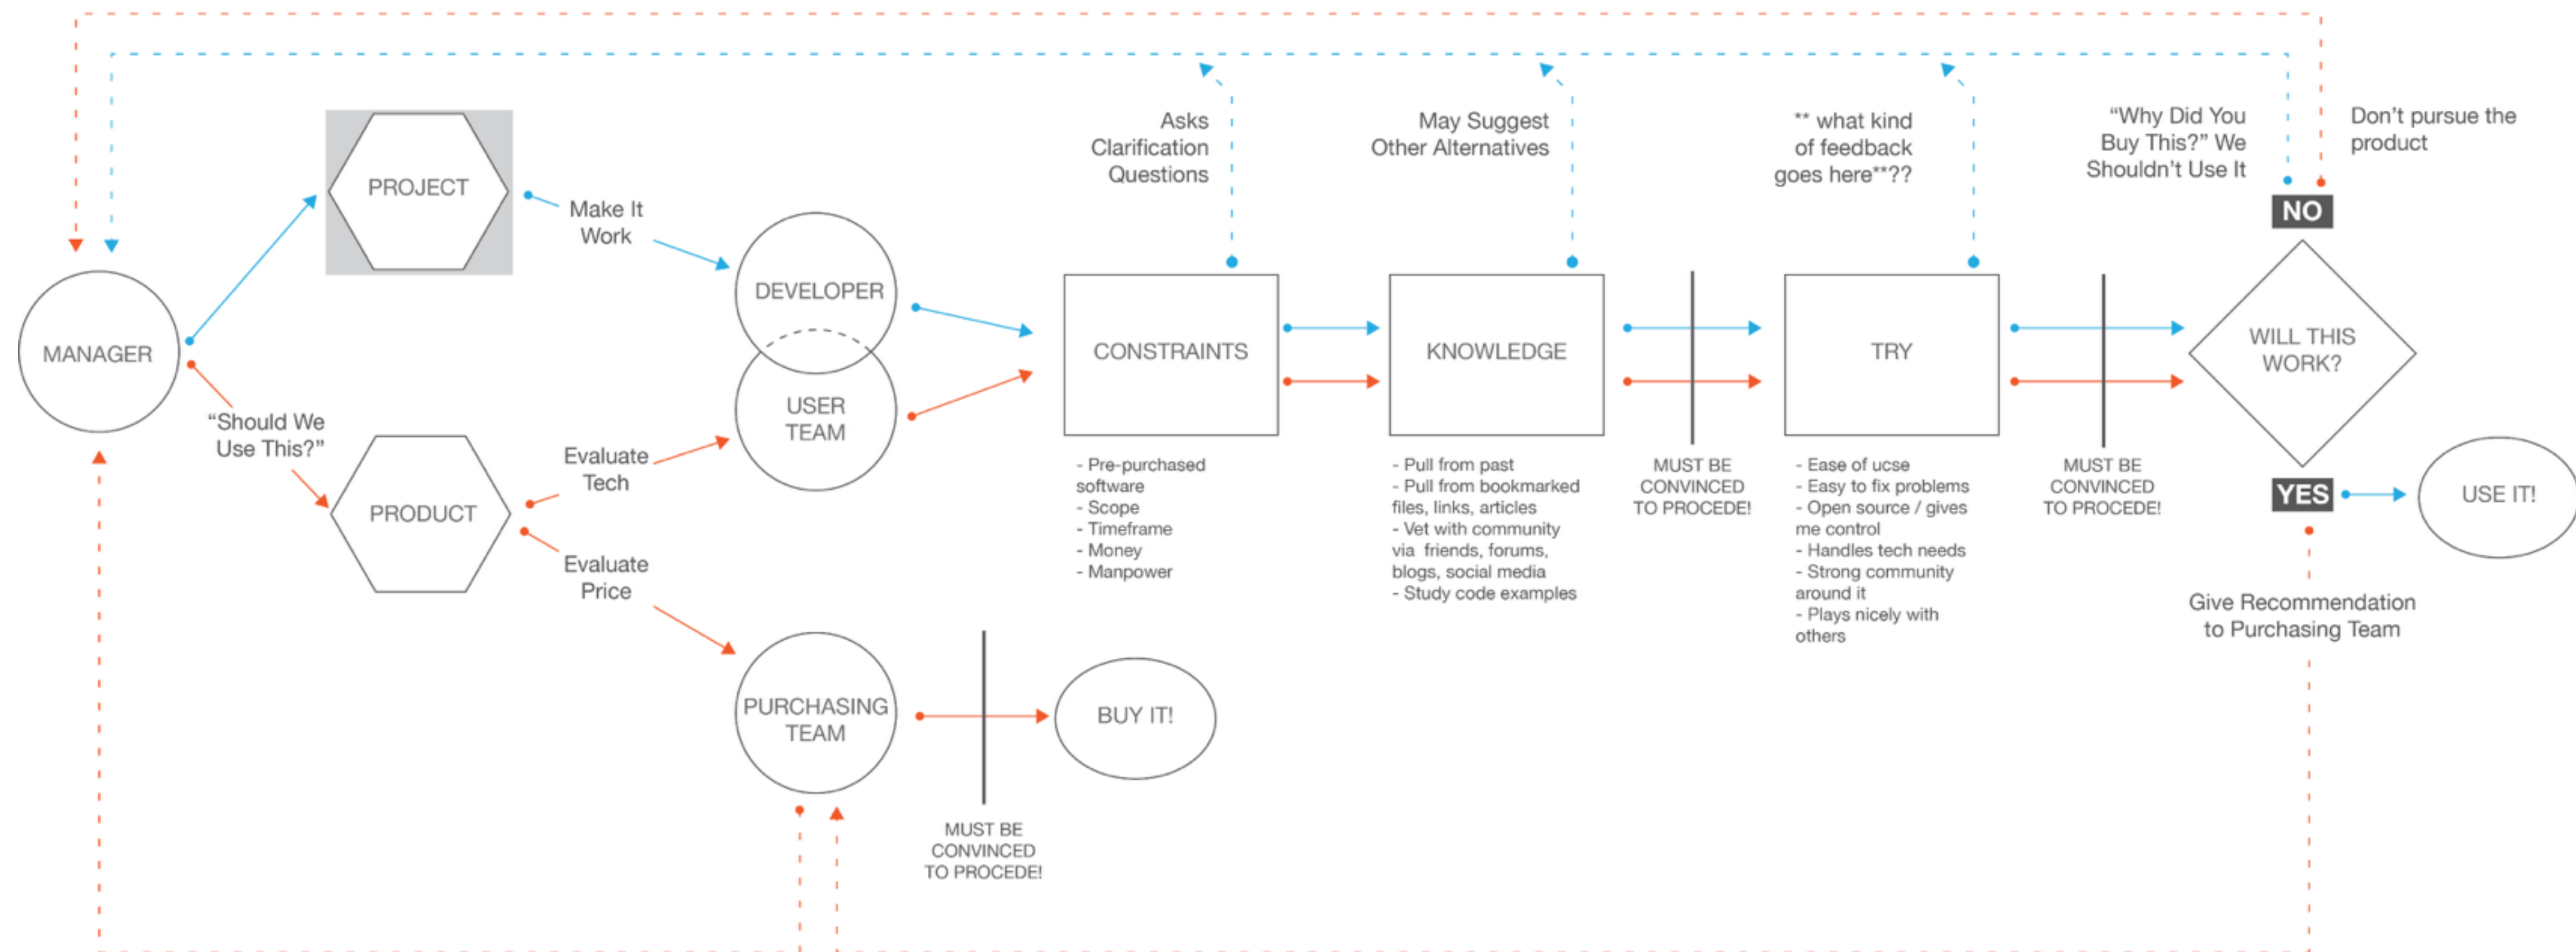 Asks
Clarification
Questions
May Suggest
Other Alternatives
** what kind
of feedback
goes here**??
“Why Did You
Buy This?” We
Shouldn’t Use It
Don’t pursue the
product
NO
PROJECT
Make It
Work
MANAGER
DEVELOPER
USER
TEAM
CONSTRAINTS
KNOWLEDGE
TRY
WILL THIS
WORK?
“Should We
Use This?”
PRODUCT
Evaluate
Tech
Evaluate
Price
- Pre-purchased
software
- Scope
- Timeframe
- Money
- Manpower
- Pull from past
- Pull from bookmarked
files, links, articles
- Vet with community
via friends, forums,
blogs, social media
- Study code examples
MUST BE
CONVINCED
TO PROCEDE!
- Ease of ucse
- Easy to fix problems
- Open source / gives
me control
- Handles tech needs
- Strong community
around it
- Plays nicely with
others
MUST BE
CONVINCED
TO PROCEDE!
YES
USE IT!
Give Recommendation
to Purchasing Team
PURCHASING
TEAM
BUY IT!
MUST BE
CONVINCED
TO PROCEDE!